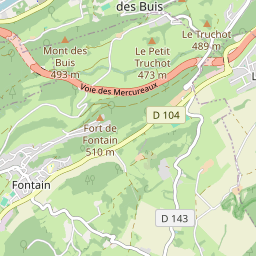 des Buis
Le Truchot
489 m
Mont des
Buis
493 m
Le Petit
Truchot
473 m
Voie des Mercureaux
D 104
Fort de
Fontain
510 m
Fontain
D 143
L